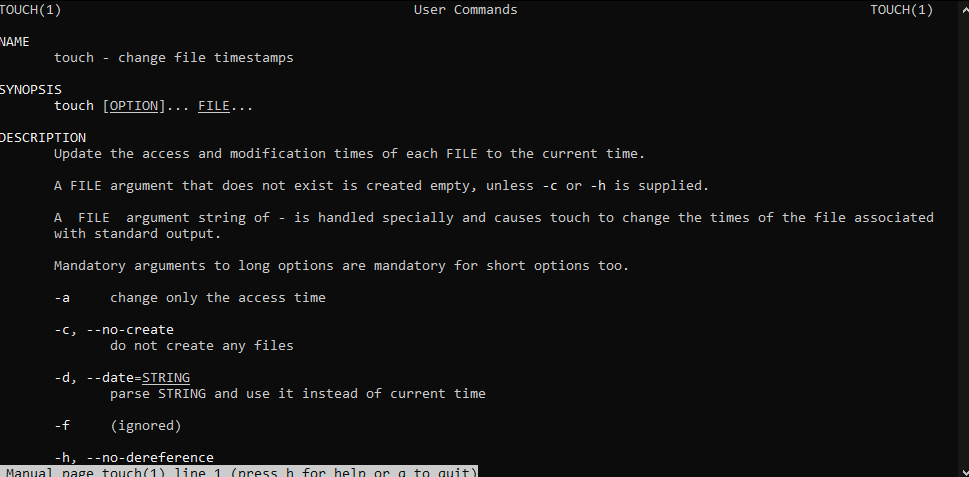 TOUCH(1) User Commands TOUCH(1)
NAME
touch - change file timestamps
SYNOPSIS
touch [OPTION]... FILE...
DESCRIPTION
Update the access and modification times of each FILE to the current time.
A FILE argument that does not exist is created empty, unless -c or -h is supplied.
A  FILE  argument string of - is handled specially and causes touch to change the times of the file associated
with standard output.
Mandatory arguments to long options are mandatory for short options too.
-a change only the access time
-c, --no-create
do not create any files
-d, --date=STRING
parse STRING and use it instead of current time
-f (ignored)
-h, --no-dereference
Manual page touch(1) line 1 (press h for help or q to quit)